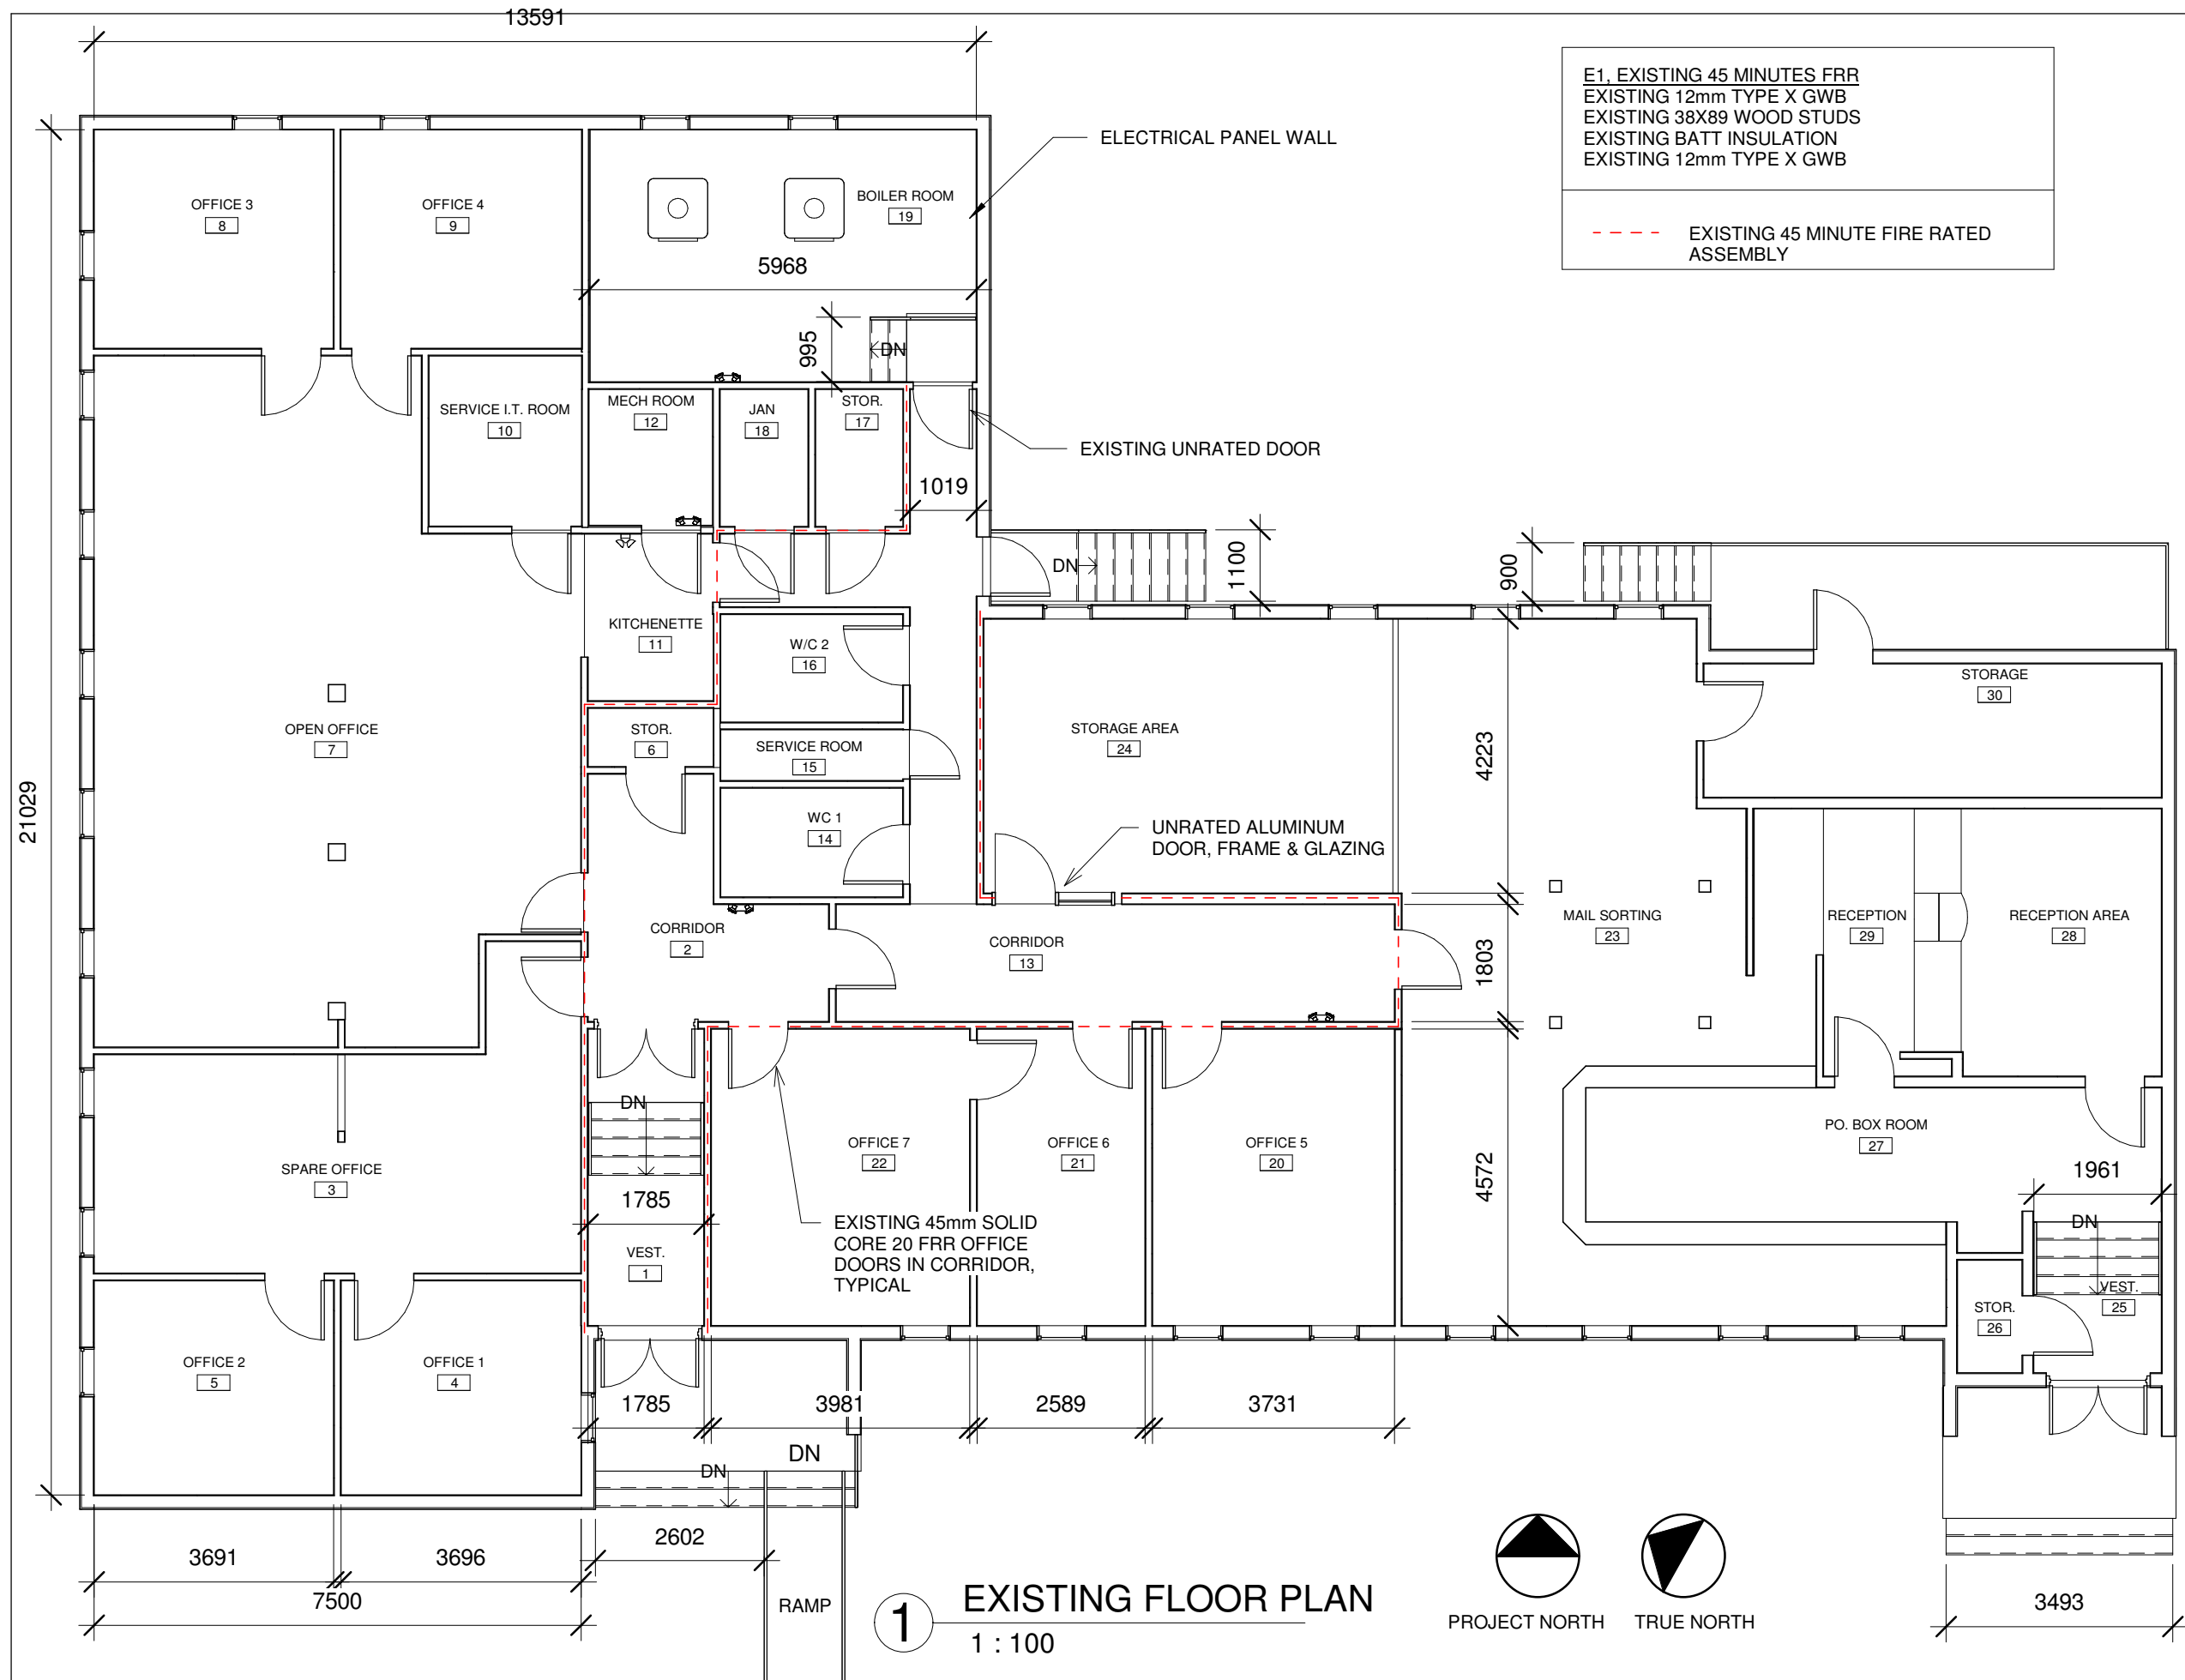 13591
E1, EXISTING 45 MINUTES FRR
EXISTING 12mm TYPE X GWB
EXISTING 38X89 WOOD STUDS
EXISTING BATT INSULATION
EXISTING 12mm TYPE X GWB
EXISTING 45 MINUTE FIRE RATED
ASSEMBLY
ELECTRICAL PANEL WALL
OFFICE 3
8
OFFICE 4
9
BOILER ROOM
19
5968
995
DN
SERVICE I.T. ROOM
10
MECH ROOM
12
JAN
18
STOR.
17
EXISTING UNRATED DOOR
1019
DN
1100
900
KITCHENETTE
11
W/C 2
16
STORAGE
30
OPEN OFFICE
7
STOR.
6
SERVICE ROOM
15
STORAGE AREA
24
4223
21029
WC 1
14
UNRATED ALUMINUM
DOOR, FRAME & GLAZING
CORRIDOR
2
CORRIDOR
13
1803
MAIL SORTING
23
RECEPTION
29
RECEPTION AREA
28
DN
SPARE OFFICE
3
OFFICE 7
22
OFFICE 6
21
OFFICE 5
20
4572
PO. BOX ROOM
27
1961
DN
1785
EXISTING 45mm SOLID
CORE 20 FRR OFFICE
DOORS IN CORRIDOR,
TYPICAL
VEST.
1
VEST.
25
STOR.
26
OFFICE 2
5
OFFICE 1
4
1785
3981
2589
3731
DN
DN
2602
3691
3696
7500
RAMP
1
EXISTING FLOOR PLAN
1 : 100
PROJECT NORTH
TRUE NORTH
3493